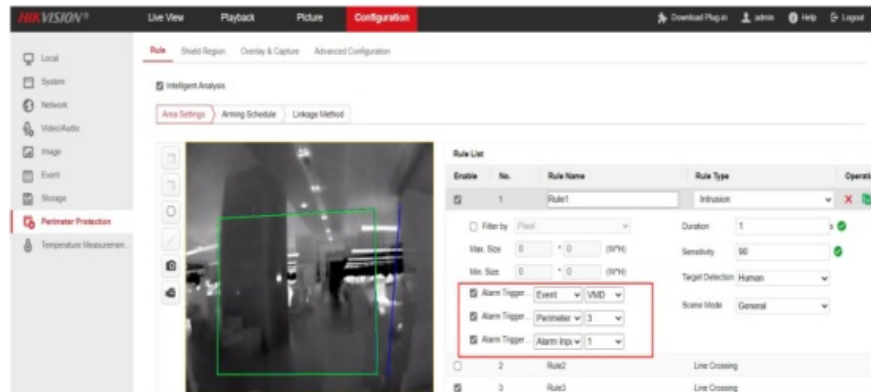 HIKVISION® Live View Playback Picture Configuration Download Plug-in admin Help Logout
Local
System
Network
Video/Audio
Image
Event
Storage
Perimeter Protection
Temperature Measuremen...
Rule Shield Region Overlay & Capture Advanced Configuration
Intelligent Analysis
Area Settings Arming Schedule Linkage Method
Rule List
Enable No. Rule Name Rule Type Operati
1 Rule1 Intrusion
Filter by Pixel Duration 1 s
Max. Size 0 * 0 (W*H) Sensitivity 90
Min. Size 0 * 0 (W*H) Target Detection Human
Alarm Trigger... Event VMD
Scene Mode General
Alarm Trigger... Perimeter 3
Alarm Trigger... Alarm Inpu 1
2 Rule2 Line Crossing
3 Rule3 Line Crossing